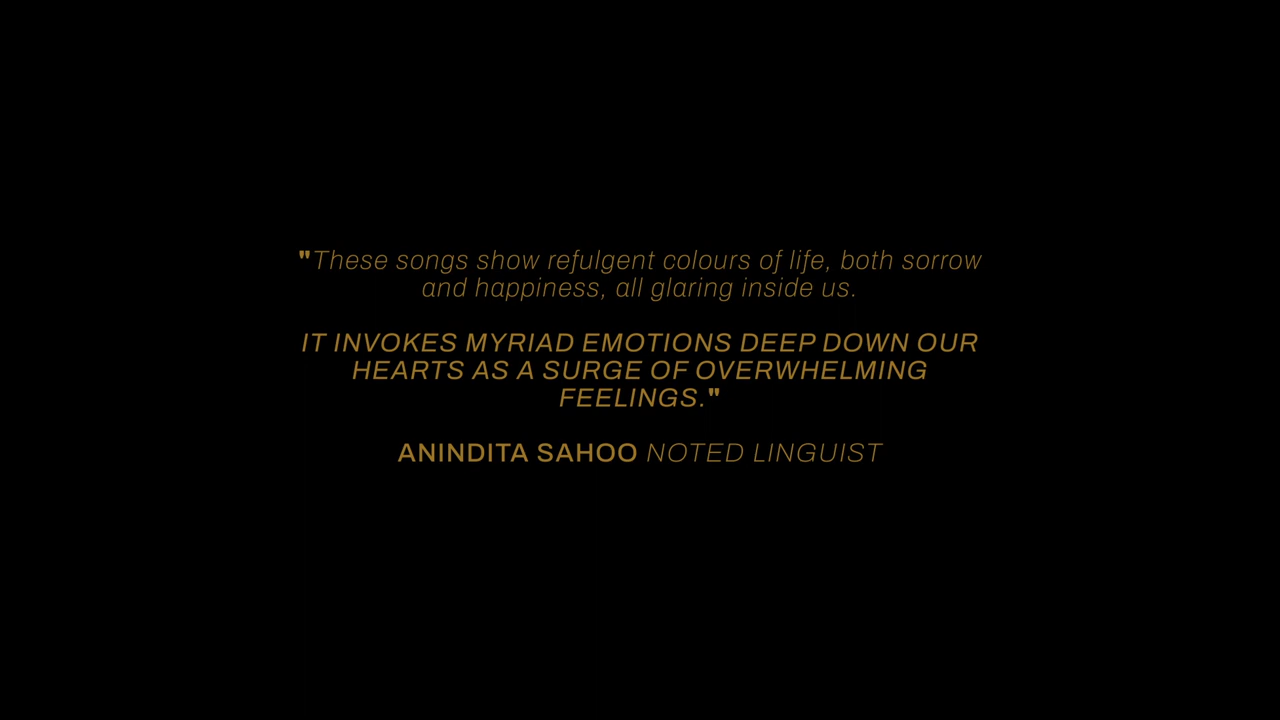 "These songs show refulgent colours of life, both sorrow
and happiness, all glaring inside us.
IT INVOKES MYRIAD EMOTIONS DEEP DOWN OUR
HEARTS AS A SURGE OF OVERWHELMING
FEELINGS."
ANINDITA SAHOO NOTED LINGUIST